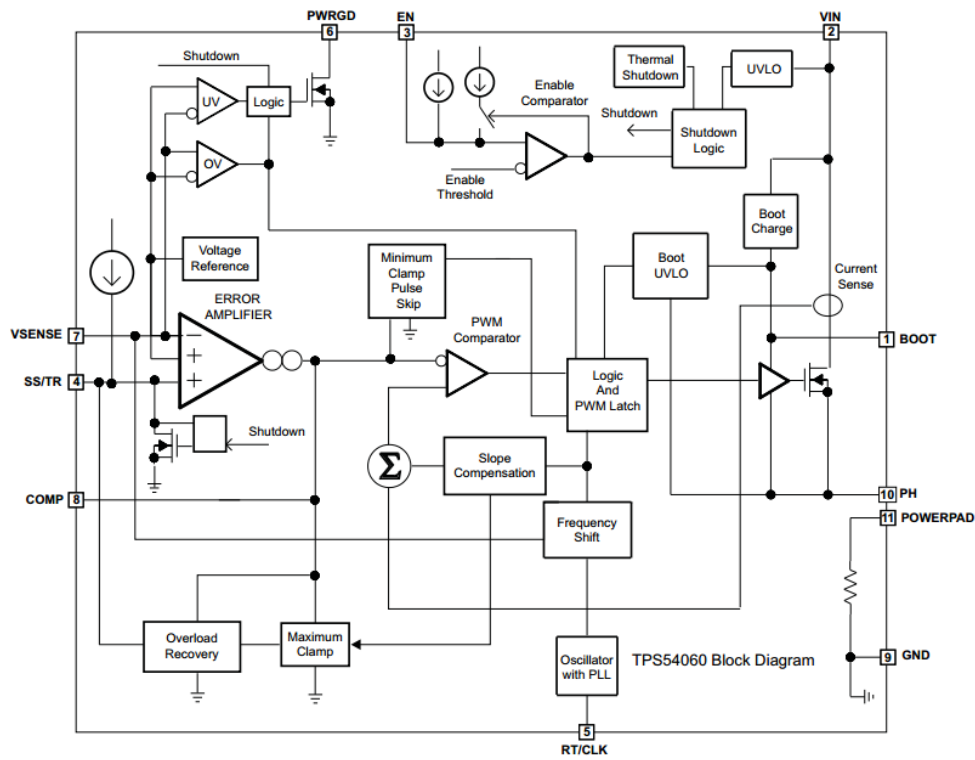 PWRGD
EN
VIN
6
3
2
Shutdown
Thermal
Shutdown
UVLO
UV
Logic
Enable
Comparator
Shutdown
Shutdown
Logic
OV
Enable
Threshold
Boot
Charge
Voltage
Reference
Minimum
Clamp
Pulse
Skip
Boot
UVLO
Current
Sense
ERROR
AMPLIFIER
PWM
Comparator
VSENSE 7
−
+
+
1 BOOT
SS/TR 4
Logic
And
PWM Latch
Shutdown
Σ
Slope
Compensation
COMP 8
10 PH
11 POWERPAD
Frequency
Shift
Overload
Recovery
Maximum
Clamp
Oscillator
with PLL
TPS54060 Block Diagram
9 GND
5
RT/CLK